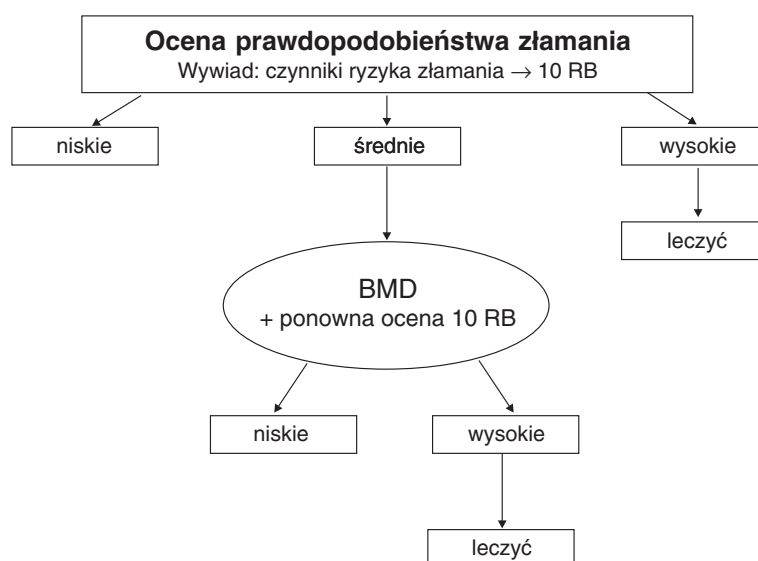 Ocena prawdopodobieństwa złamania
Wywiad: czynniki ryzyka złamania → 10 RB
niskie
średnie
wysokie
leczyć
BMD
+ ponowna ocena 10 RB
niskie
wysokie
leczyć